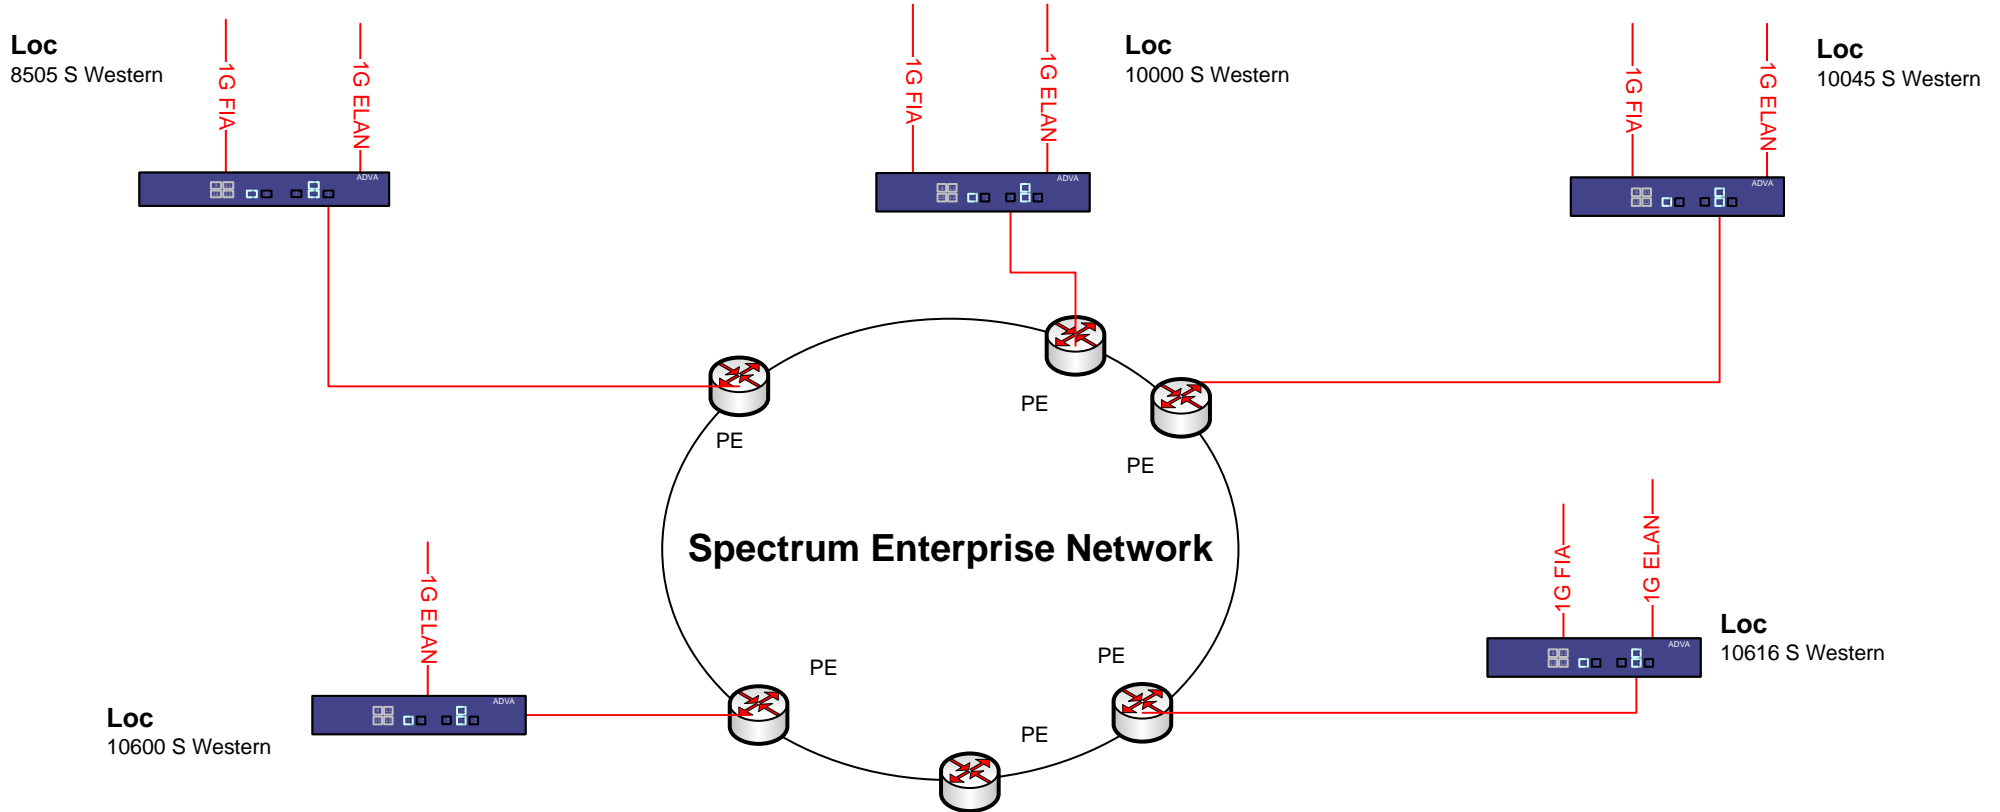 Loc
8505 S Western
1G FIA
1G ELAN
ADVA
1G FIA
1G ELAN
ADVA
Loc
10000 S Western
1G FIA
1G ELAN
ADVA
Loc
10045 S Western
PE
PE
PE
Spectrum Enterprise Network
1G ELAN
ADVA
Loc
10600 S Western
PE
PE
PE
1G FIA
1G ELAN
ADVA
Loc
10616 S Western